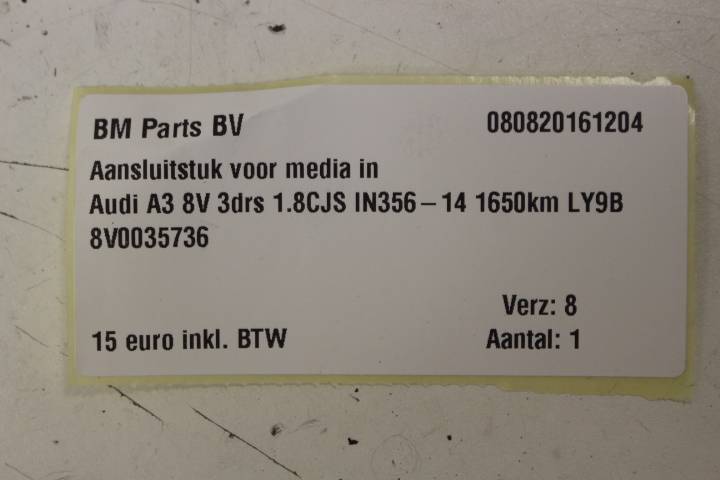 BM Parts BV 080820161204
Aansluitstuk voor media in
Audi A3 8V 3drs 1.8CJS IN356-14 1650km LY9B
8V0035736
Verz: 8
15 euro inkl. BTW Aantal: 1